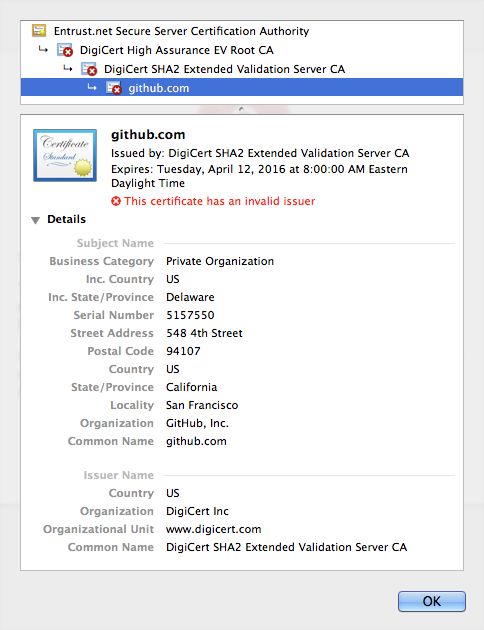 Entrust.net Secure Server Certification Authority
DigiCert High Assurance EV Root CA
DigiCert SHA2 Extended Validation Server CA
github.com
Certificate
Standard
github.com
Issued by: DigiCert SHA2 Extended Validation Server CA
Expires: Tuesday, April 12, 2016 at 8:00:00 AM Eastern
Daylight Time
This certificate has an invalid issuer
Details
Subject Name
Business Category Private Organization
Inc. Country US
Inc. State/Province Delaware
Serial Number 5157550
Street Address 548 4th Street
Postal Code 94107
Country US
State/Province California
Locality San Francisco
Organization GitHub, Inc.
Common Name github.com
Issuer Name
Country US
Organization DigiCert Inc
Organizational Unit www.digicert.com
Common Name DigiCert SHA2 Extended Validation Server CA
OK